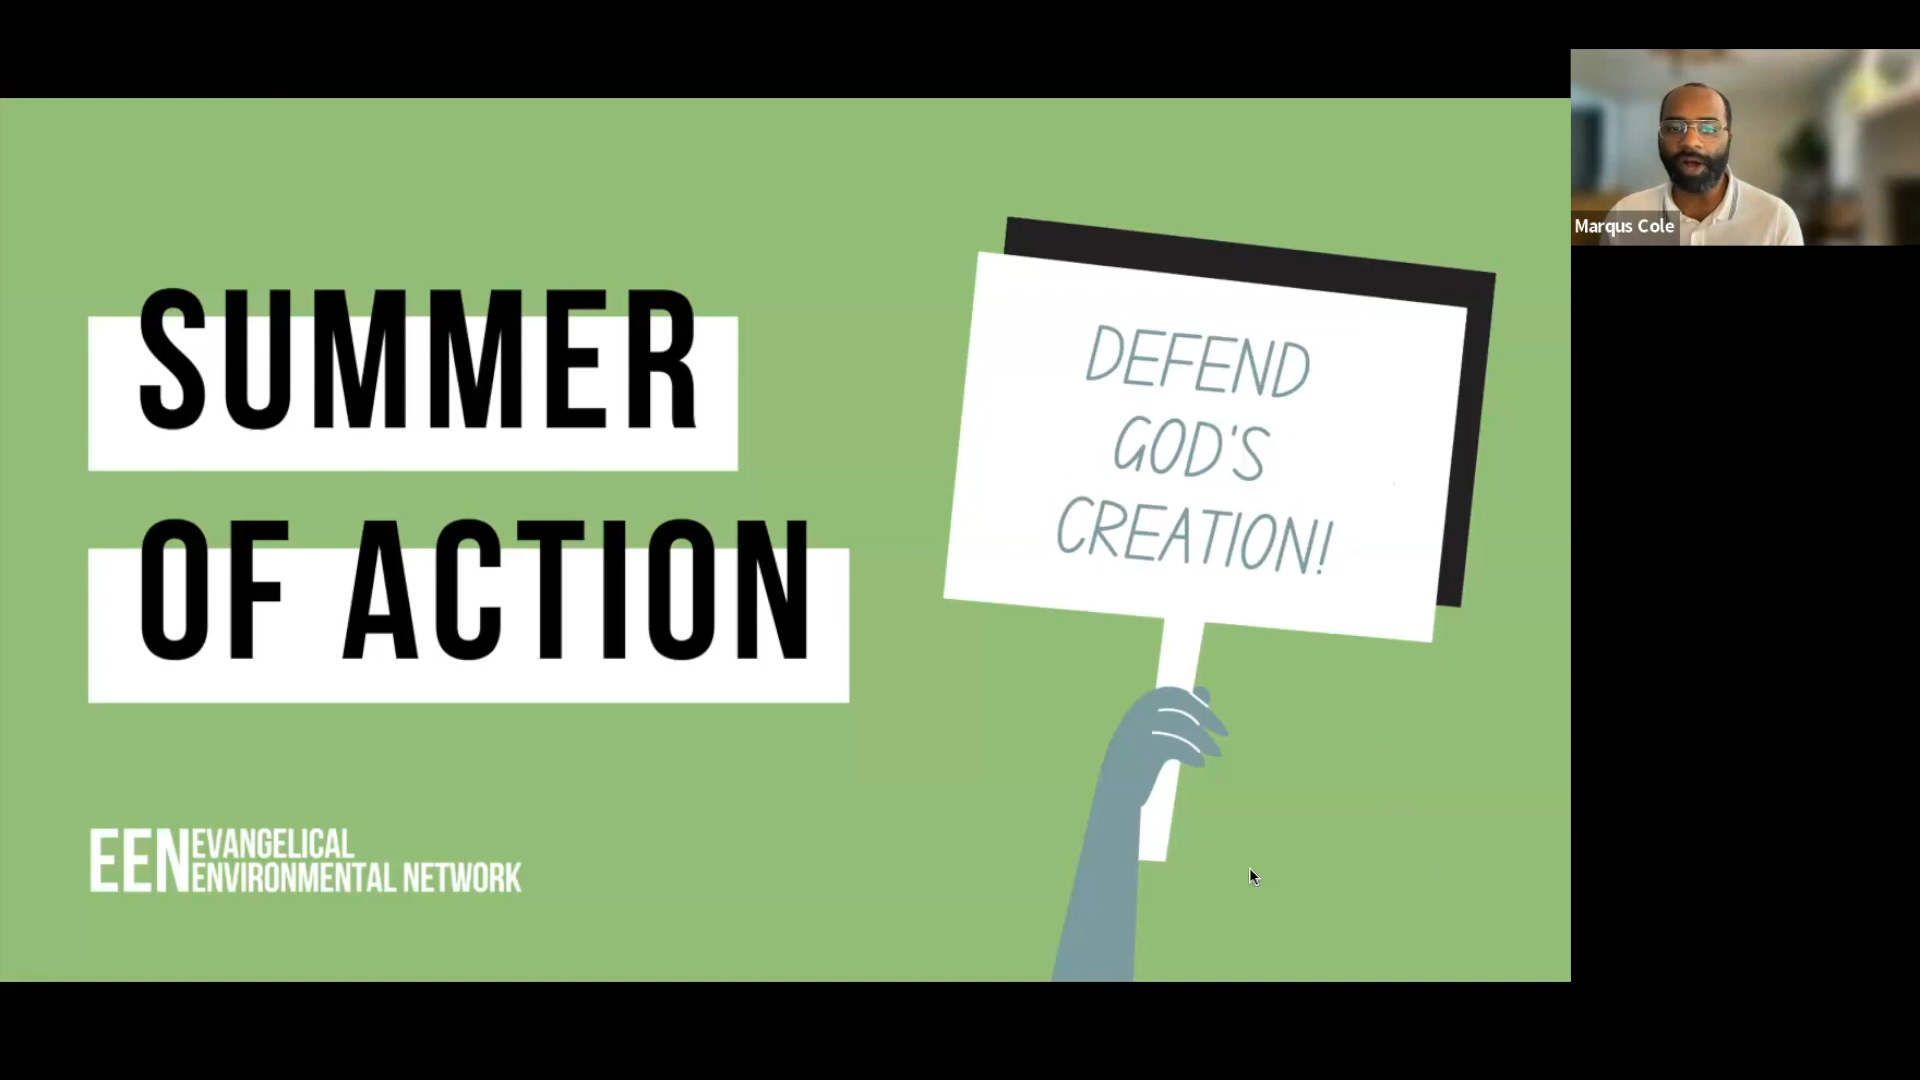 SUMMER
OF ACTION
DEFEND
GOD'S
CREATION!
EEN EVANGELICAL
ENVIRONMENTAL NETWORK
Marqus Cole